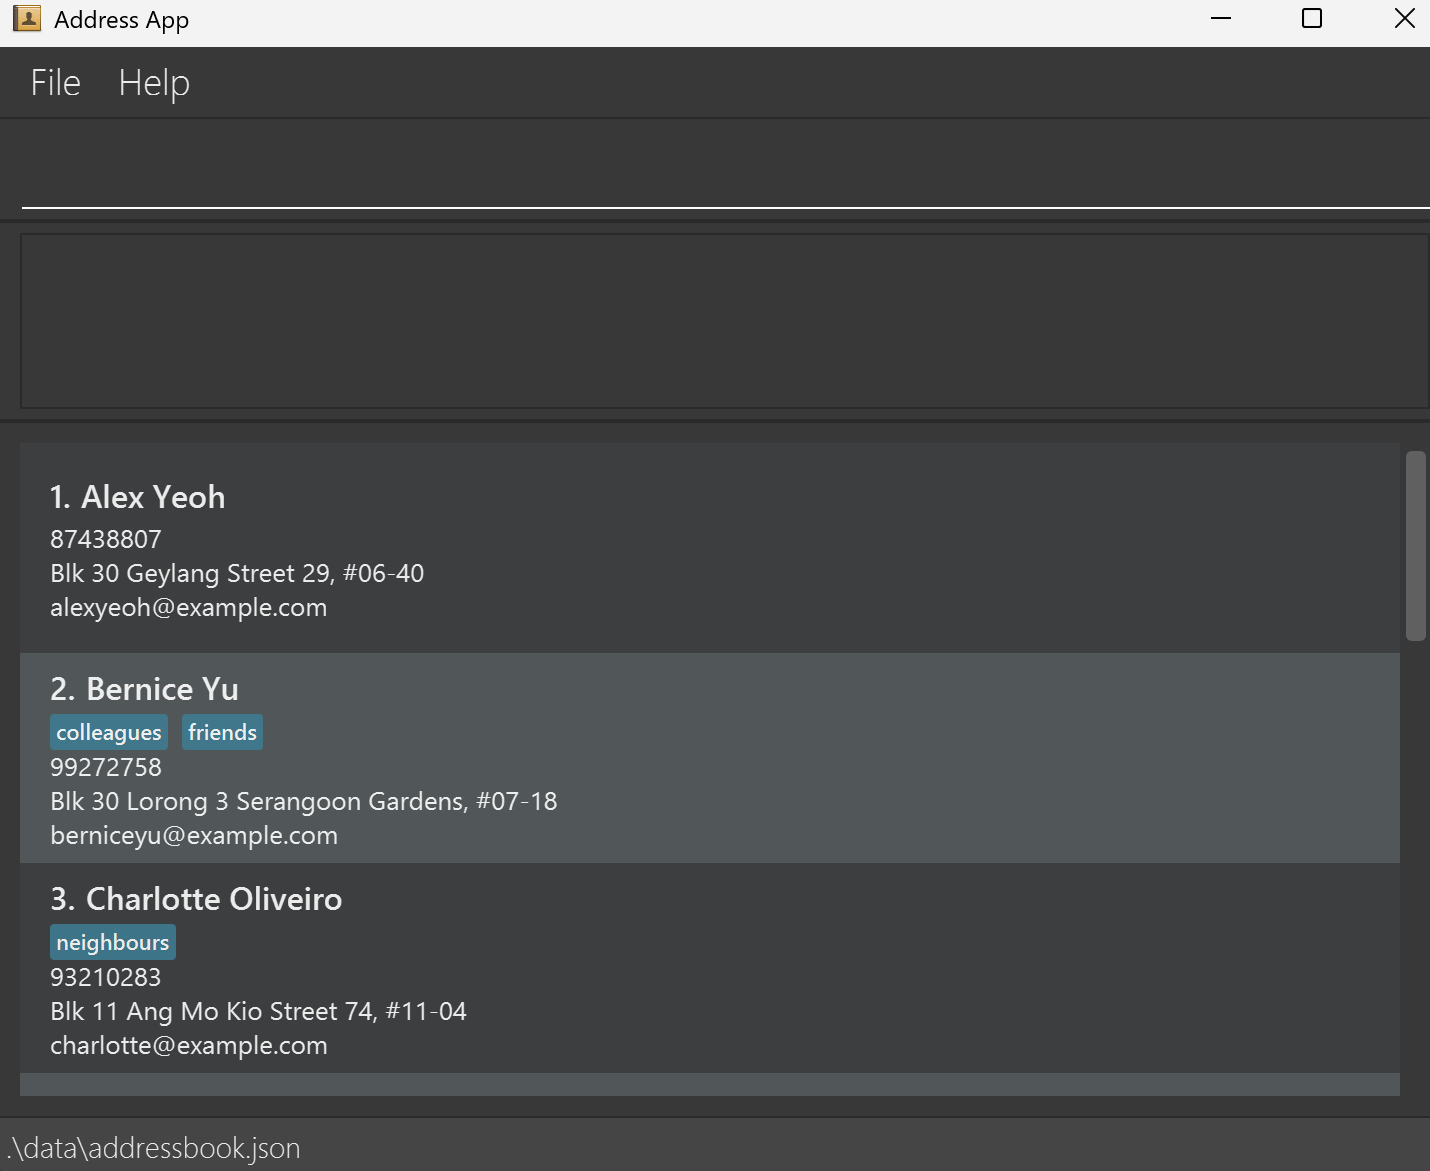 Address App
File Help
1. Alex Yeoh
87438807
Blk 30 Geylang Street 29, #06-40
alexyeoh@example.com
2. Bernice Yu
colleagues friends
99272758
Blk 30 Lorong 3 Serangoon Gardens, #07-18
berniceyu@example.com
3. Charlotte Oliveiro
neighbours
93210283
Blk 11 Ang Mo Kio Street 74, #11-04
charlotte@example.com
.\data\addressbook.json